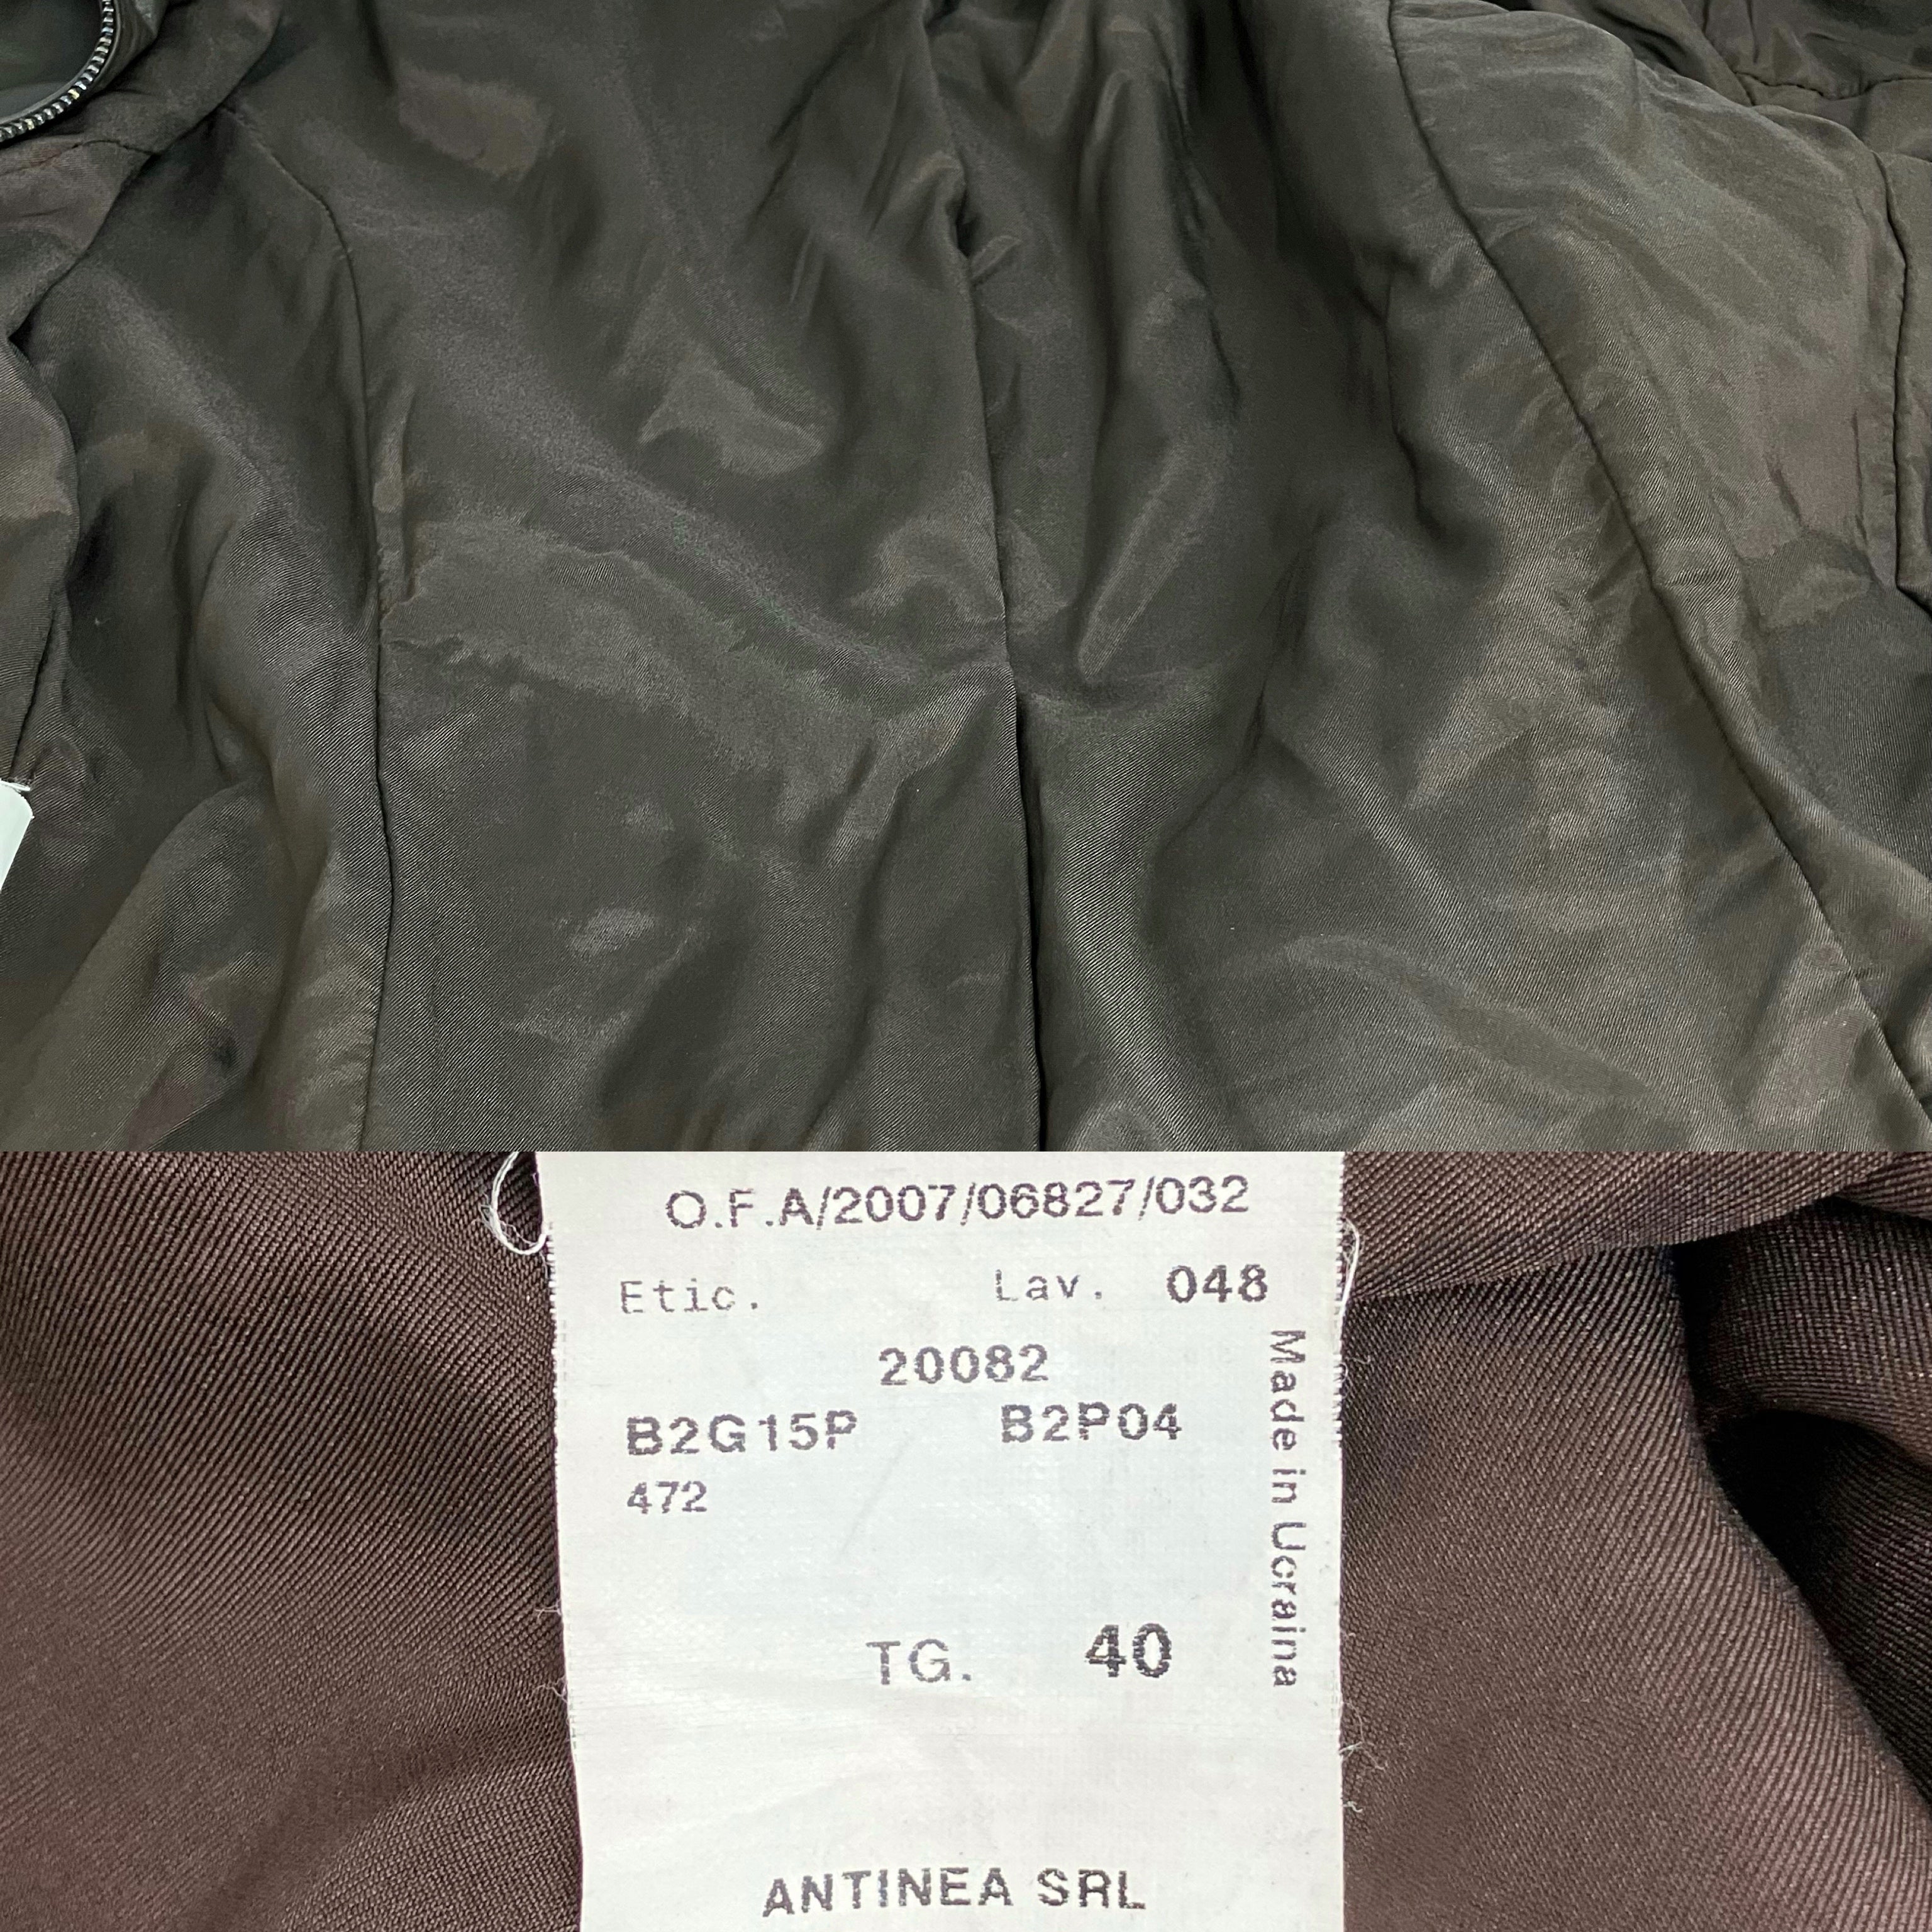 O.F.A/2007/06827/032
Etic. Lav. 048
20082
B2G15P B2P04
472
TG. 40
ANTINEA SRL
Made in Ucraina